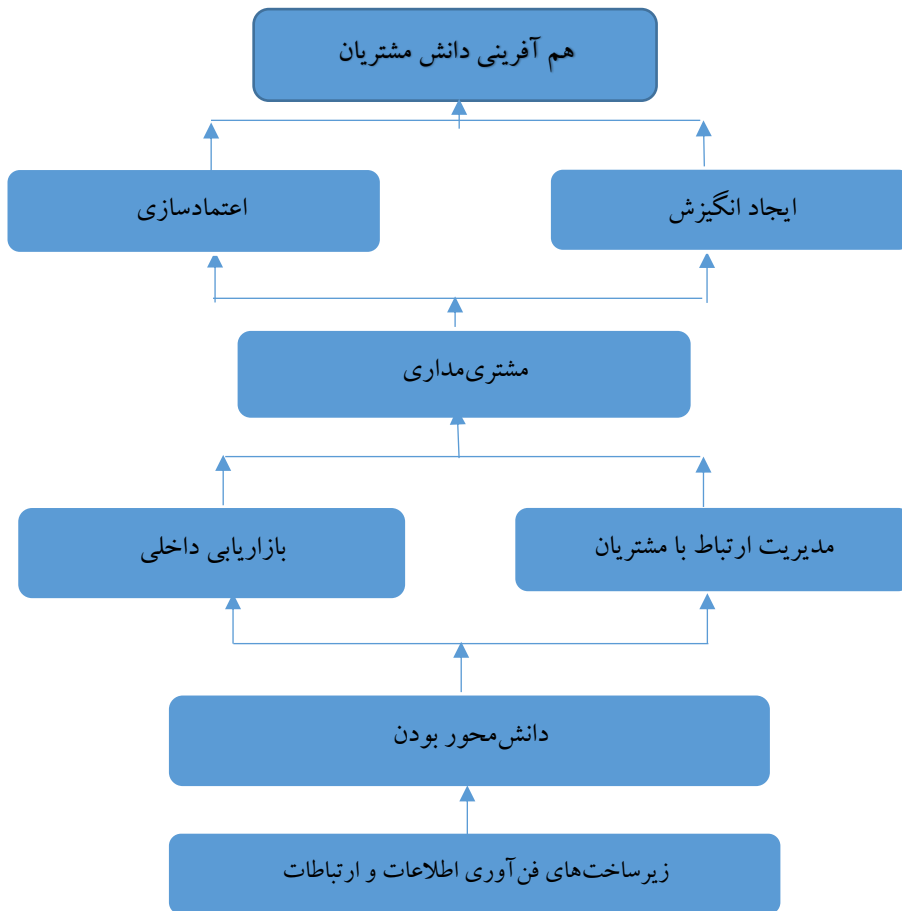 هم آفرینی دانش مشتریان
ایجاد انگیزش
اعتمادسازی
مشتری‌مداری
مدیریت ارتباط با مشتریان
بازاریابی داخلی
دانش‌محور بودن
زیرساخت‌های فن‌آوری اطلاعات و ارتباطات